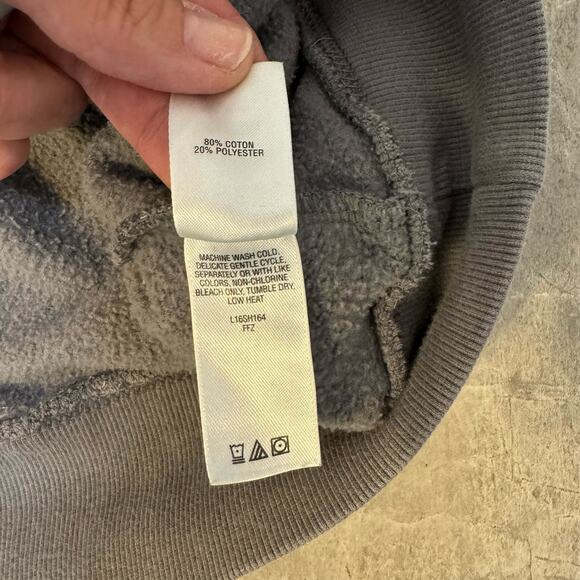 80% COTON
20% POLYESTER
MACHINE WASH COLD,
DELICATE GENTLE CYCLE,
SEPARATELY OR WITH LIKE
COLORS, NON-CHLORINE
BLEACH ONLY, TUMBLE DRY,
LOW HEAT
L16SH164
FFZ